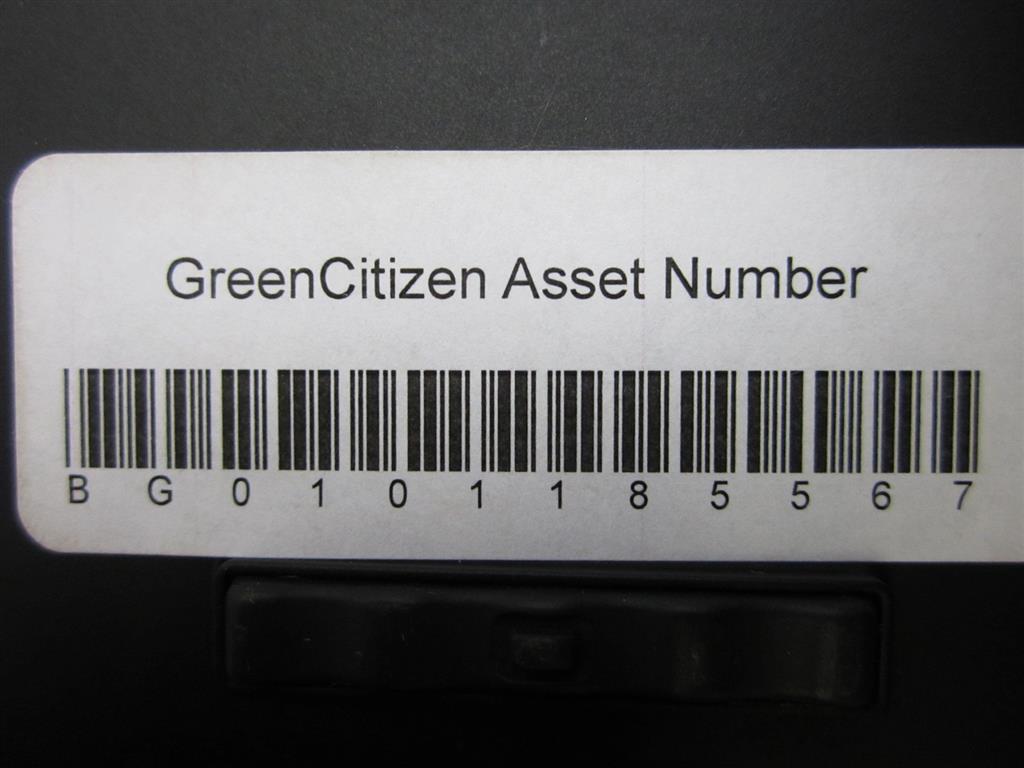 GreenCitizen Asset Number
B G 0 1 0 1 1 8 5 5 6 7